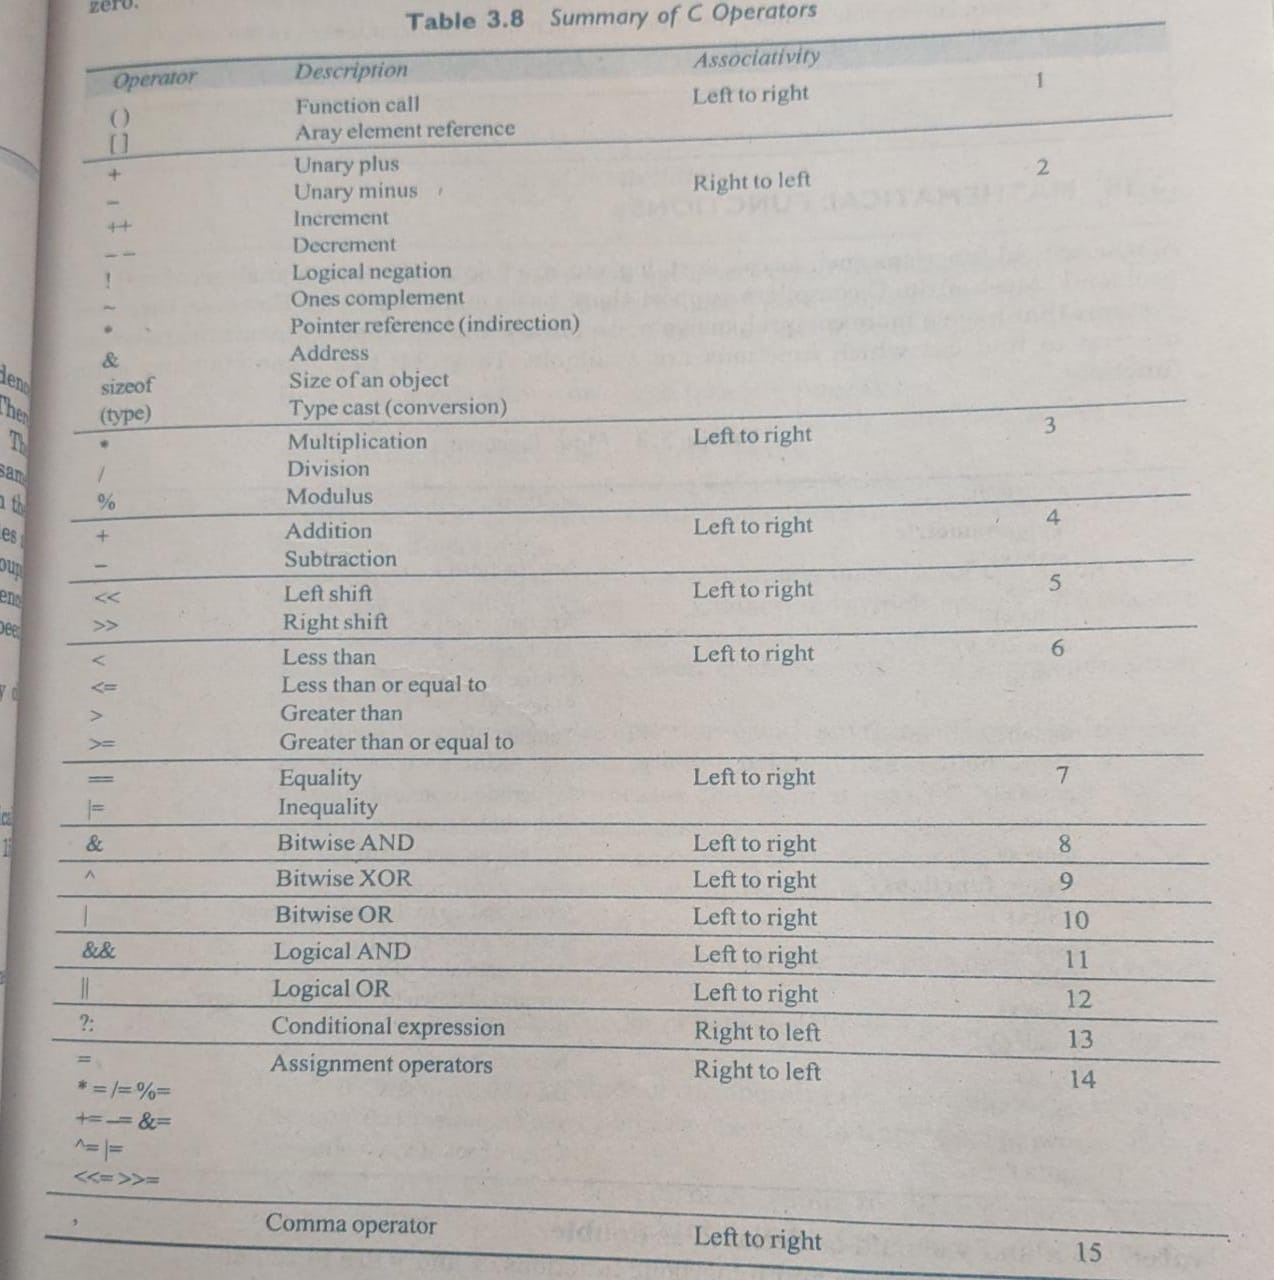 zero.
Table 3.8 Summary of C Operators
Operator Description Associativity
() Function call Left to right 1
[] Aray element reference
+ Unary plus Right to left 2
– Unary minus
++ Increment
– – Decrement
! Logical negation
~ Ones complement
* Pointer reference (indirection)
& Address
sizeof Size of an object
(type) Type cast (conversion)
* Multiplication Left to right 3
/ Division
% Modulus
+ Addition Left to right 4
– Subtraction
<< Left shift Left to right 5
>> Right shift
< Less than Left to right 6
<= Less than or equal to
> Greater than
>= Greater than or equal to
== Equality Left to right 7
|= Inequality
& Bitwise AND Left to right 8
^ Bitwise XOR Left to right 9
| Bitwise OR Left to right 10
&& Logical AND Left to right 11
|| Logical OR Left to right 12
?: Conditional expression Right to left 13
= Assignment operators Right to left 14
* = /= %=
+= –= &=
^= |=
<<= >>=
, Comma operator Left to right 15